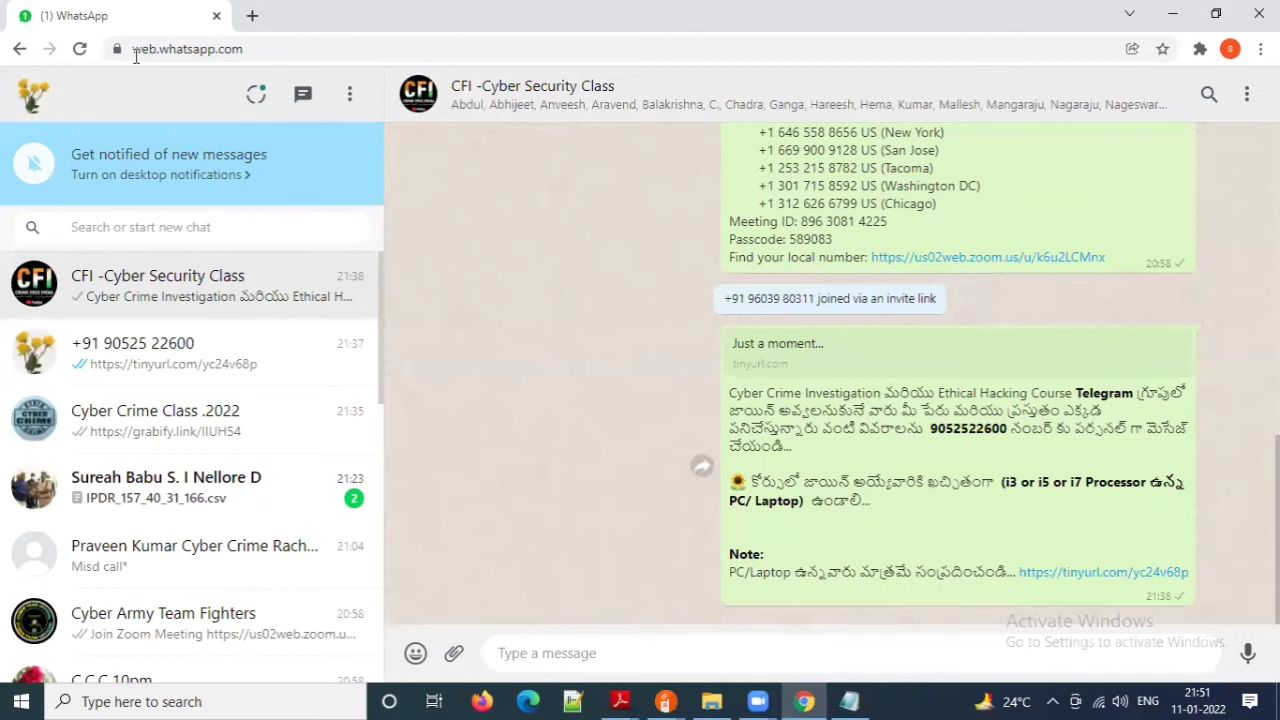 (1) WhatsApp
web.whatsapp.com
S
CFI CRIME FREE INDIA
CFI -Cyber Security Class
Abdul, Abhijeet, Anveesh, Aravend, Balakrishna, C., Chadra, Ganga, Hareesh, Hema, Kumar, Mallesh, Mangaraju, Nagaraju, Nageswar...
Get notified of new messages
Turn on desktop notifications >
Search or start new chat
CFI -Cyber Security Class 21:38
Cyber Crime Investigation మరియు Ethical H...
+91 90525 22600 21:37
https://tinyurl.com/yc24v68p
Cyber Crime Class .2022 21:35
https://grabify.link/IIUH54
Sureah Babu S. I Nellore D 21:23
IPDR_157_40_31_166.csv 2
Praveen Kumar Cyber Crime Rach... 21:04
Misd call*
Cyber Army Team Fighters 20:58
Join Zoom Meeting https://us02web.zoom.u...
C.C.C 10pm 20:58
+1 646 558 8656 US (New York)
+1 669 900 9128 US (San Jose)
+1 253 215 8782 US (Tacoma)
+1 301 715 8592 US (Washington DC)
+1 312 626 6799 US (Chicago)
Meeting ID: 896 3081 4225
Passcode: 589083
Find your local number: https://us02web.zoom.us/u/k6u2LCMnx
20:58
+91 96039 80311 joined via an invite link
Just a moment...
tinyurl.com
Cyber Crime Investigation మరియు Ethical Hacking Course Telegram గ్రూపులో
జాయిన్ అవ్వలనుకునే వారు మీ పేరు మరియు ప్రస్తుతం ఎక్కడ
పనిచేస్తున్నారు వంటి వివరాలను 9052522600 నంబర్ కు పర్సనల్ గా మెసేజ్
చేయండి...
కోర్సులో జాయిన్ అయ్యేవారికి ఖచ్చితంగా (i3 or i5 or i7 Processor ఉన్న
PC/ Laptop) ఉండాలి...
Note:
PC/Laptop ఉన్నవారు మాత్రమే సంప్రదించండి... https://tinyurl.com/yc24v68p
21:38
Activate Windows
Go to Settings to activate Windows.
Type a message
Type here to search
24°C
ENG
21:51
11-01-2022